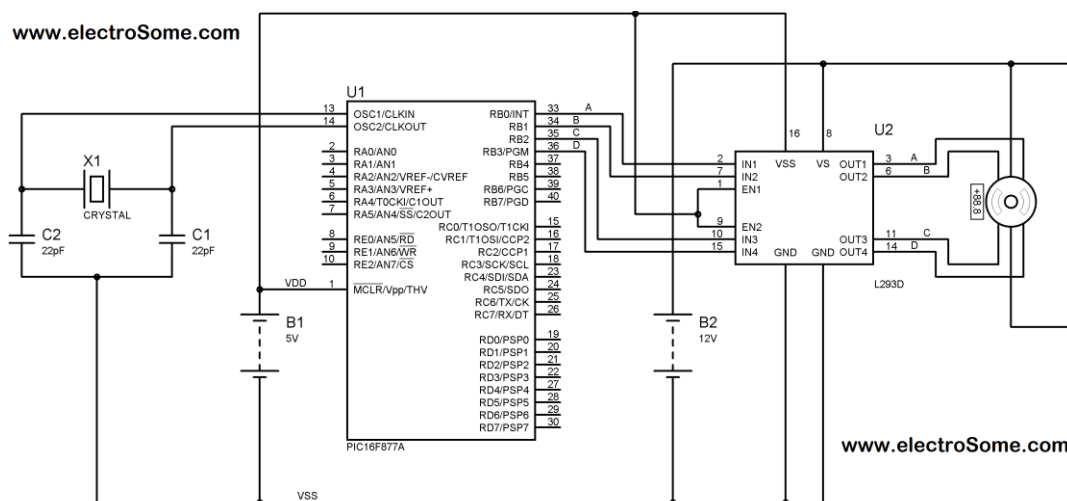 www.electroSome.com
U1
13 OSC1/CLKIN
14 OSC2/CLKOUT
2 RA0/AN0
3 RA1/AN1
4 RA2/AN2/VREF-/CVREF
5 RA3/AN3/VREF+
6 RA4/T0CKI/C1OUT
7 RA5/AN4/SS/C2OUT
8 RE0/AN5/RD
9 RE1/AN6/WR
10 RE2/AN7/CS
VDD 1 MCLR/Vpp/THV
RB0/INT 33 A
RB1 34 B
RB2 35 C
RB3/PGM 36 D
RB4 37
RB5 38
RB6/PGC 39
RB7/PGD 40
RC0/T1OSO/T1CKI 15
RC1/T1OSI/CCP2 16
RC2/CCP1 17
RC3/SCK/SCL 18
RC4/SDI/SDA 23
RC5/SDO 24
RC6/TX/CK 25
RC7/RX/DT 26
RD0/PSP0 19
RD1/PSP1 20
RD2/PSP2 21
RD3/PSP3 22
RD4/PSP4 27
RD5/PSP5 28
RD6/PSP6 29
RD7/PSP7 30
PIC16F877A
X1
CRYSTAL
C2
22pF
C1
22pF
B1
5V
VSS
B2
12V
U2
16 8
VSS VS
2 IN1
7 IN2
1 EN1
9 EN2
10 IN3
15 IN4
OUT1 3 A
OUT2 6 B
OUT3 11 C
OUT4 14 D
GND GND
L293D
+88.8
www.electroSome.com